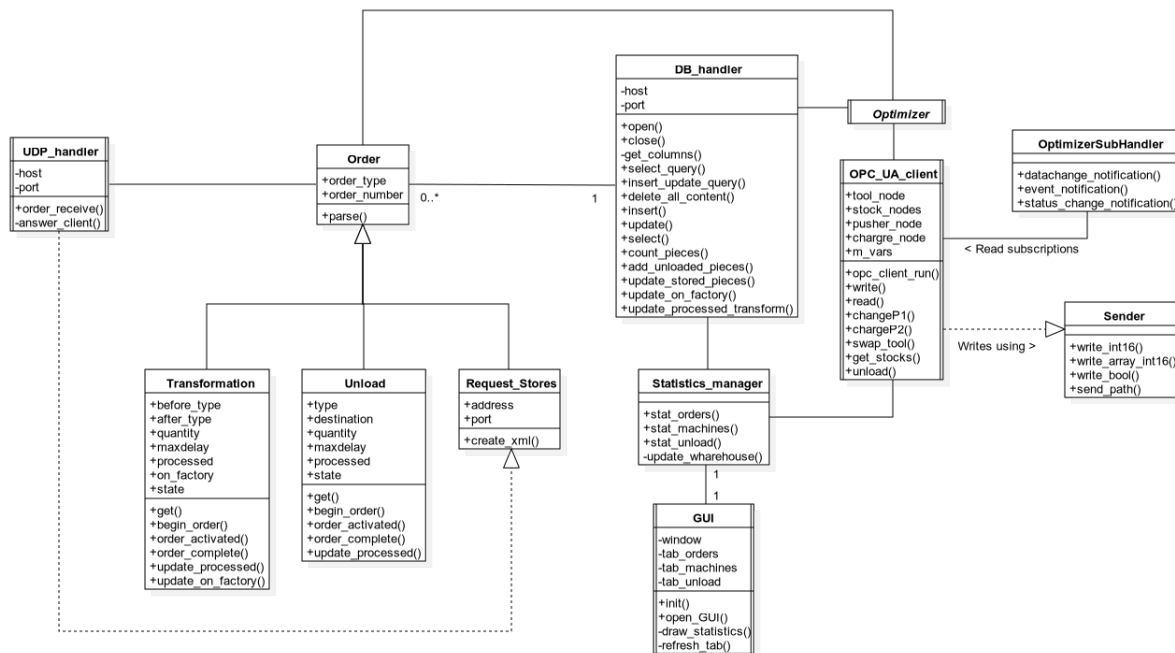 DB_handler
-host
-port
+open()
+close()
-get_columns()
+select_query()
+insert_update_query()
+delete_all_content()
+insert()
+update()
+select()
+count_pieces()
+add_unloaded_pieces()
+update_stored_pieces()
+update_on_factory()
+update_processed_transform()
Optimizer
UDP_handler
-host
-port
+order_receive()
-answer_client()
Order
+order_type
+order_number
+parse()
0..*
1
OPC_UA_client
+tool_node
+stock_nodes
+pusher_node
+chargre_node
+m_vars
+opc_client_run()
+write()
+read()
+changeP1()
+chargeP2()
+swap_tool()
+get_stocks()
+unload()
OptimizerSubHandler
+datachange_notification()
+event_notification()
+status_change_notification()
< Read subscriptions
Writes using >
Sender
+write_int16()
+write_array_int16()
+write_bool()
+send_path()
Transformation
+before_type
+after_type
+quantity
+maxdelay
+processed
+on_factory
+state
+get()
+begin_order()
+order_activated()
+order_complete()
+update_processed()
+update_on_factory()
Unload
+type
+destination
+quantity
+maxdelay
+processed
+state
+get()
+begin_order()
+order_activated()
+order_complete()
+update_processed()
Request_Stores
+address
+port
+create_xml()
Statistics_manager
+stat_orders()
+stat_machines()
+stat_unload()
-update_wharehouse()
1
1
GUI
-window
-tab_orders
-tab_machines
-tab_unload
+init()
+open_GUI()
-draw_statistics()
-refresh_tab()